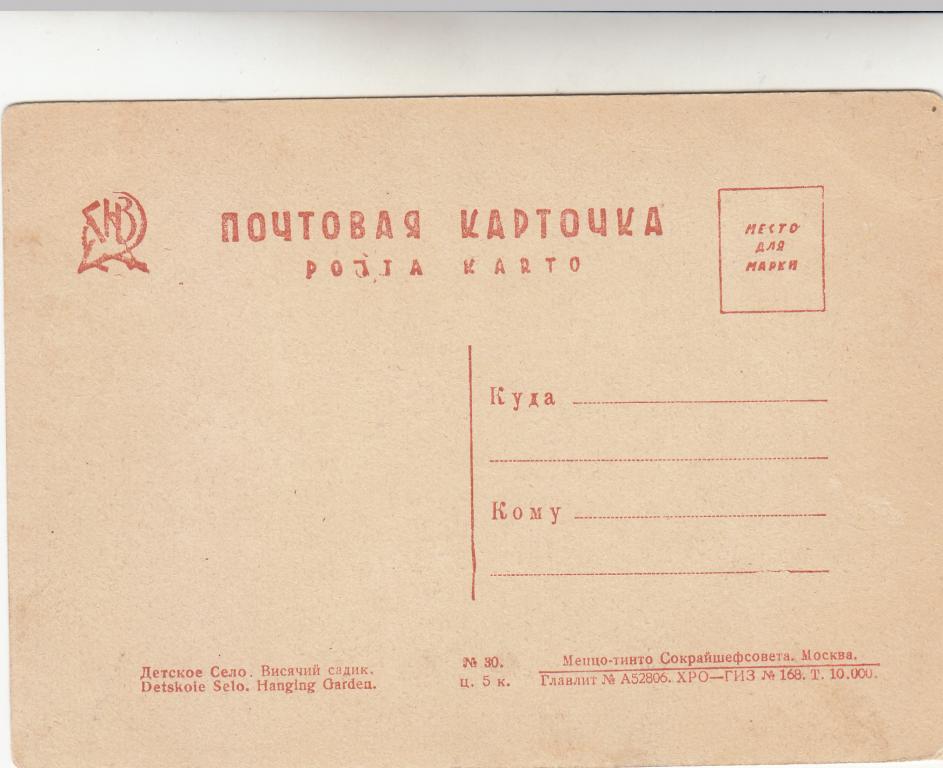 ПОЧТОВАЯ КАРТОЧКА
POŜTA KARTO
МЕСТО
ДЛЯ
МАРКИ
Куда
Кому
Детское Село. Висячий садик.
Detskoie Selo. Hanging Garden.
№ 30.
ц. 5 к.
Меццо-тинто Сокрайшефсовета. Москва.
Главлит № А52806. ХРО—ГИЗ № 168. Т. 10.000.